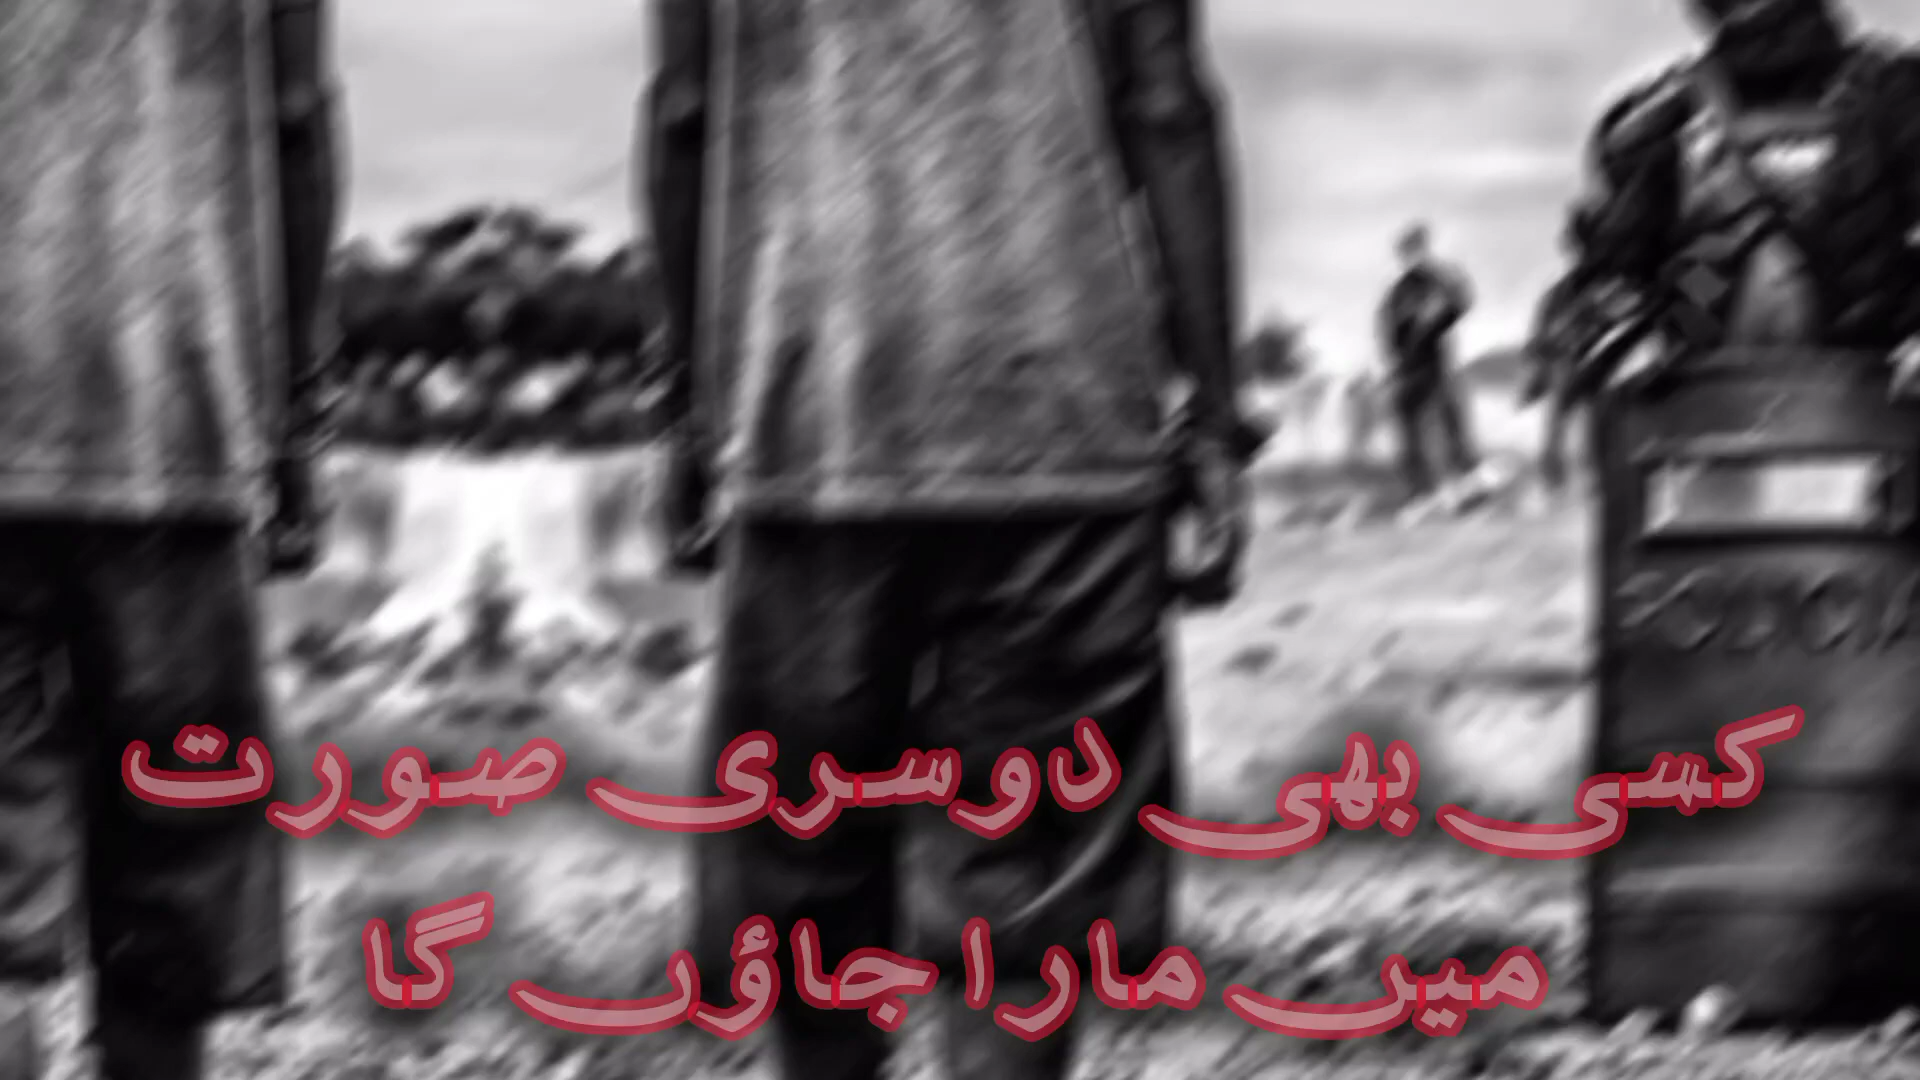 کسی بھی دوسری صورت
میں مارا جاؤں گا